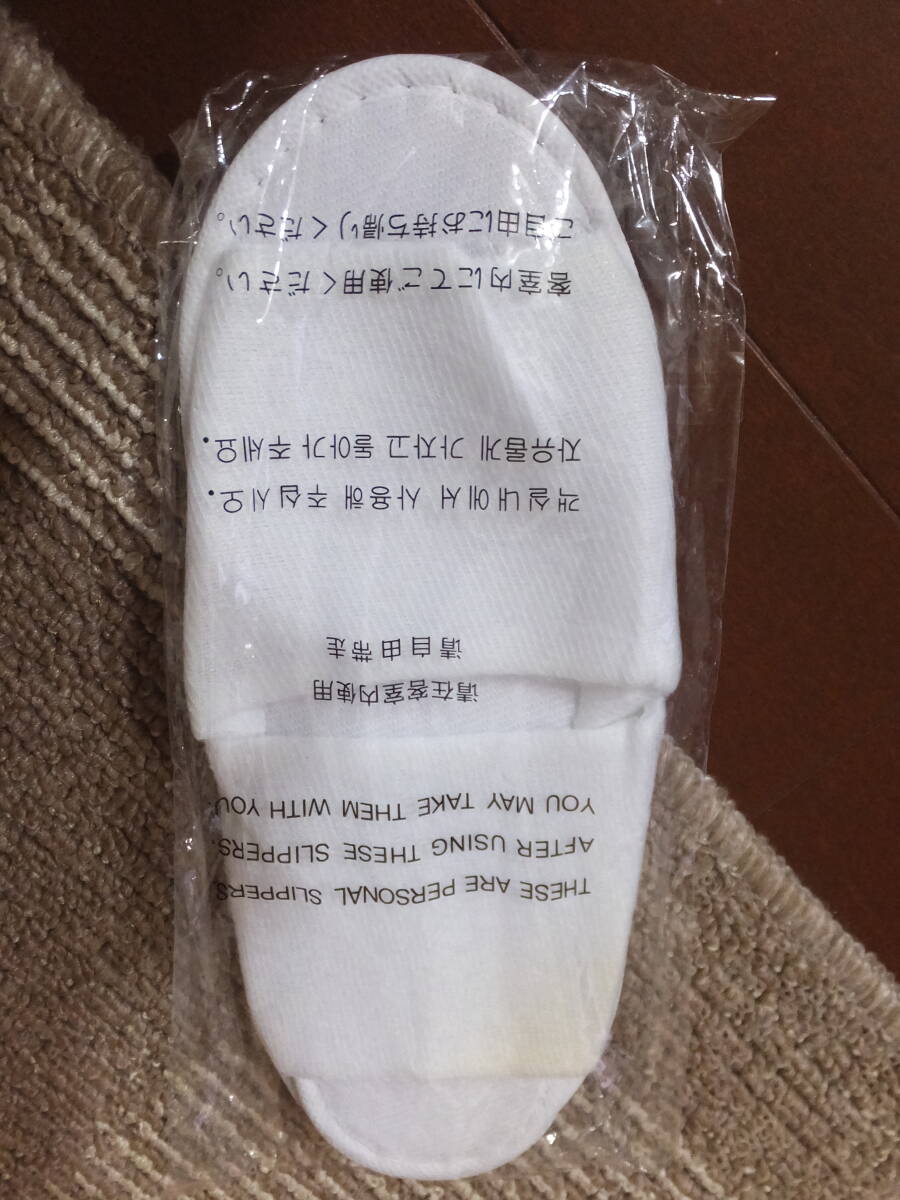 THESE ARE PERSONAL SLIPPERS
AFTER USING THESE SLIPPERS.
YOU MAY TAKE THEM WITH YOU.
请在客室内使用
请自由带走
객실내에서 사용해 주십시오.
자유롭게 가자고 돌아가 주세요.
客室内にてご使用ください。
ご自由にお持ち帰りください。